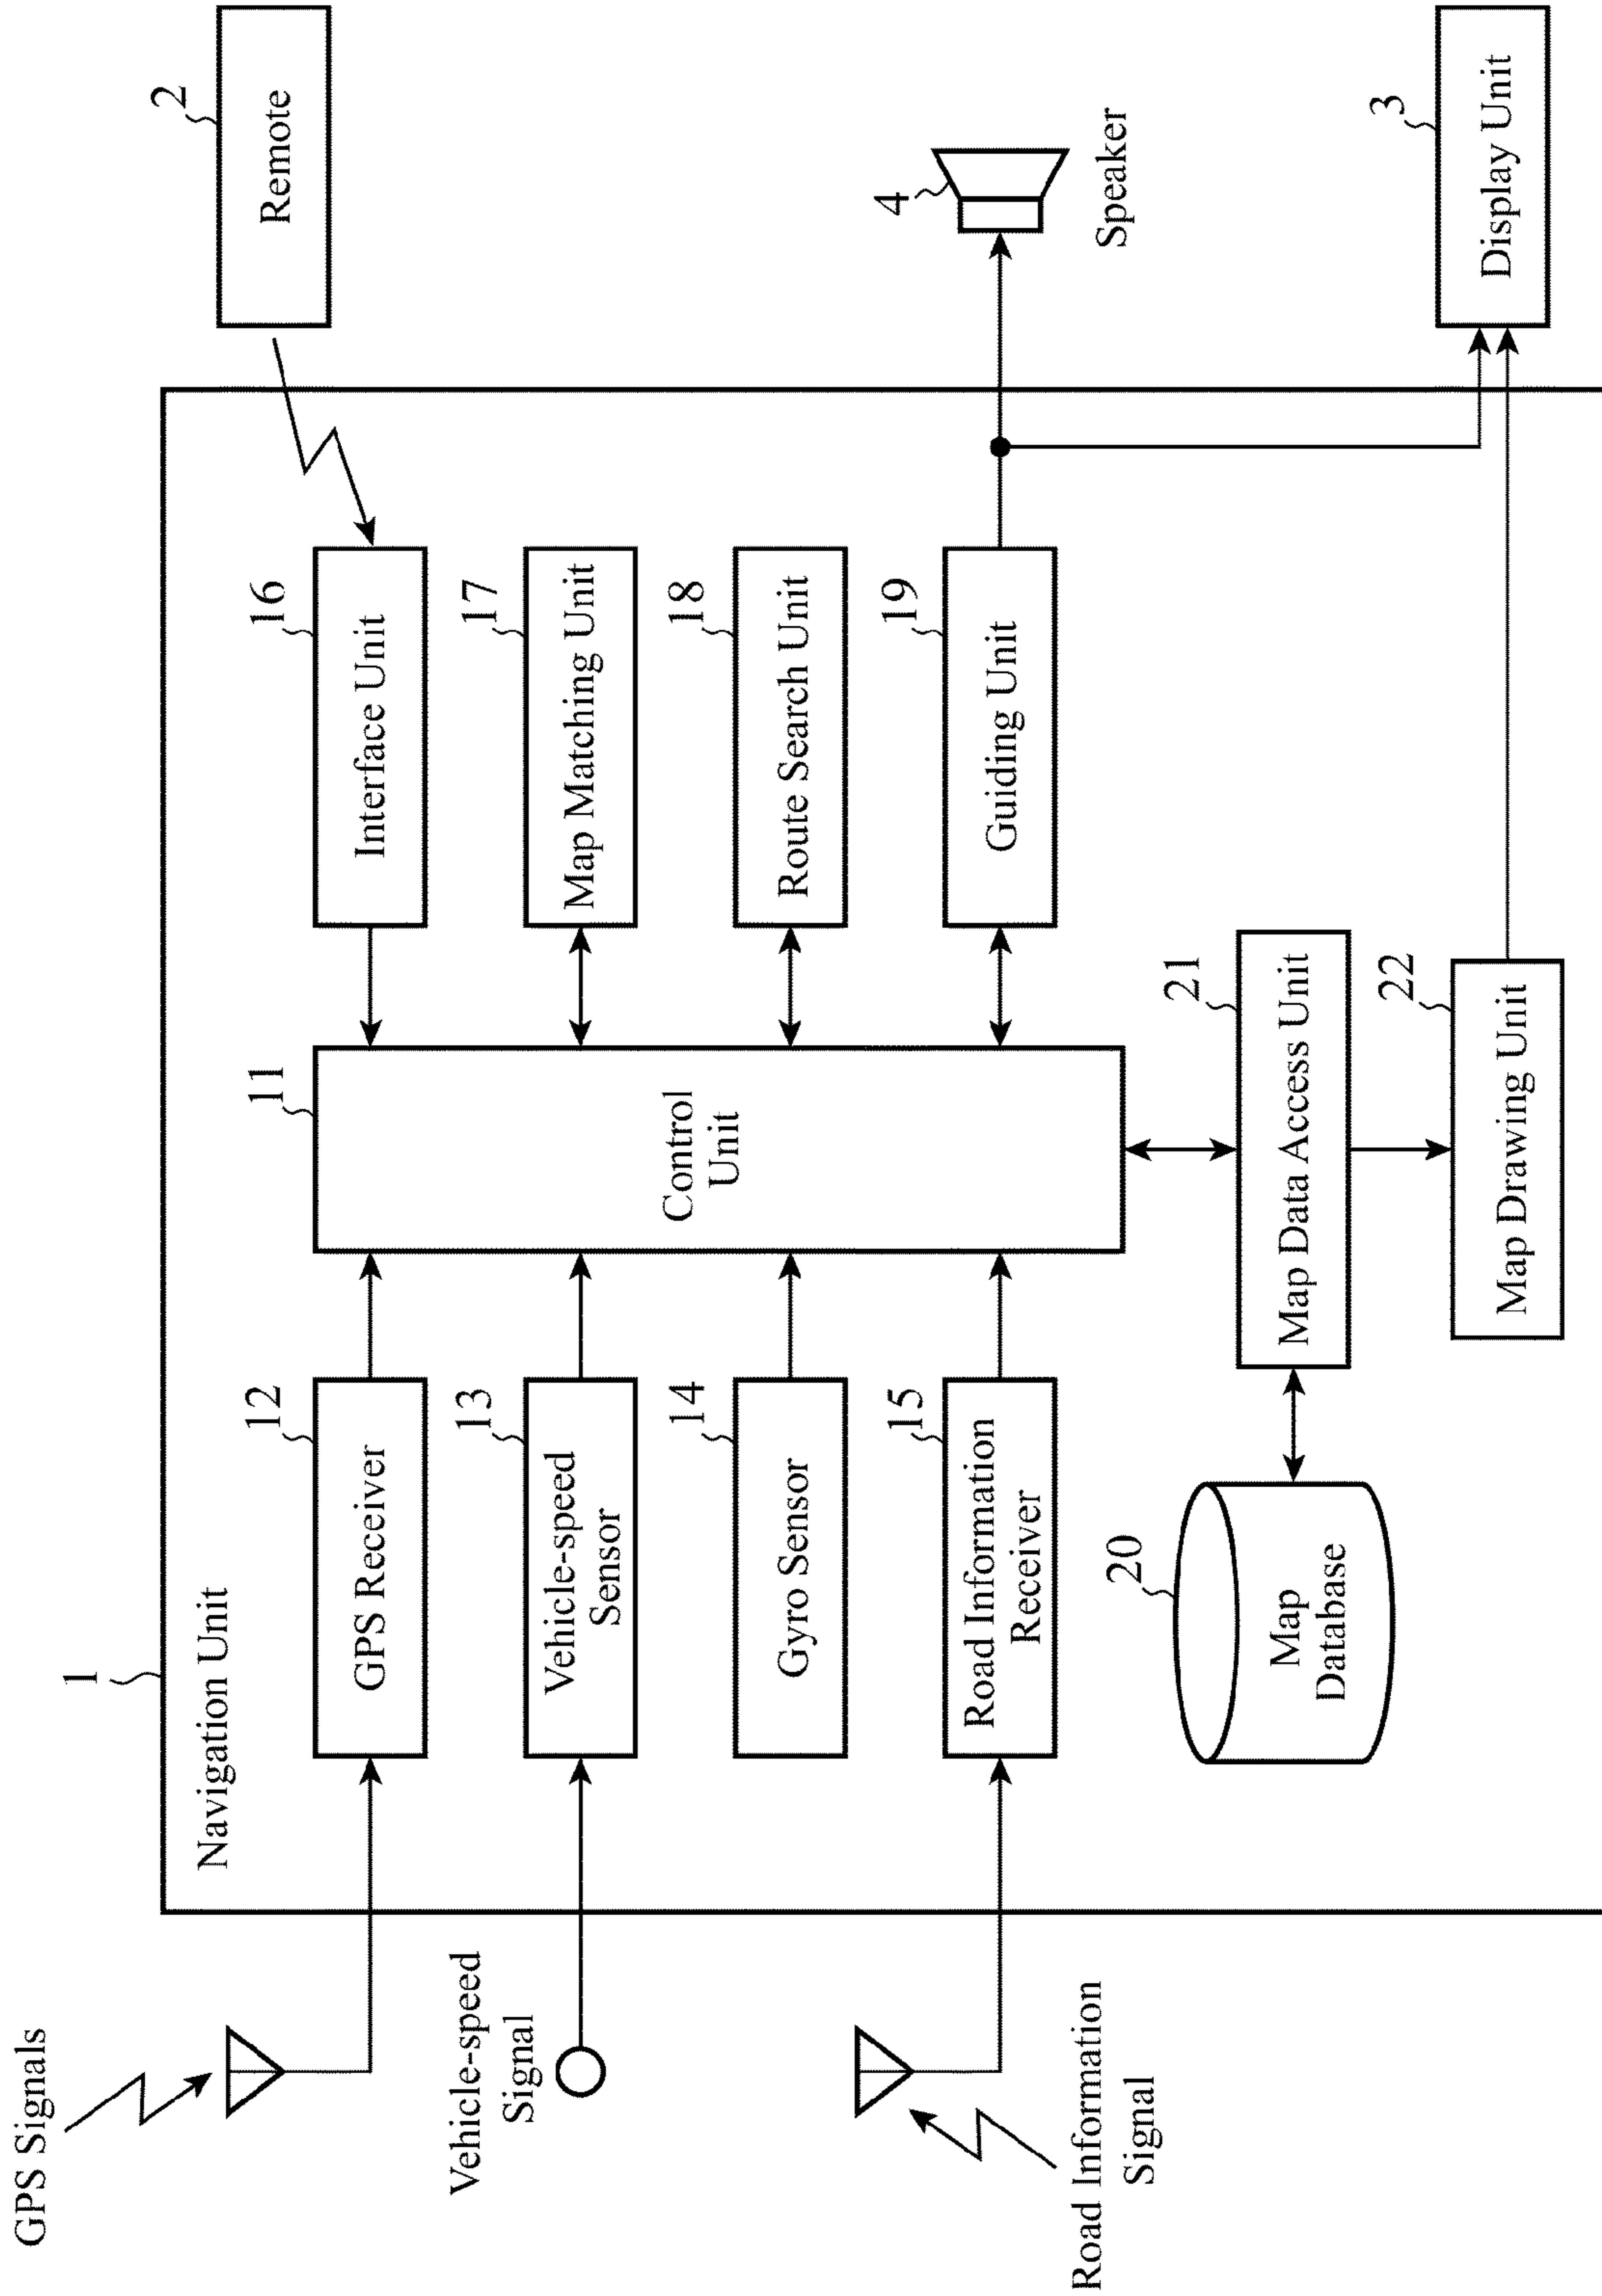 GPS Signals
1
Navigation Unit
12
GPS Receiver
Vehicle-speed
Signal
13
Vehicle-speed
Sensor
14
Gyro Sensor
Road Information
Signal
15
Road Information
Receiver
11
Control
Unit
16
Interface Unit
17
Map Matching Unit
18
Route Search Unit
19
Guiding Unit
20
Map
Database
21
Map Data Access Unit
22
Map Drawing Unit
2
Remote
4
Speaker
3
Display Unit